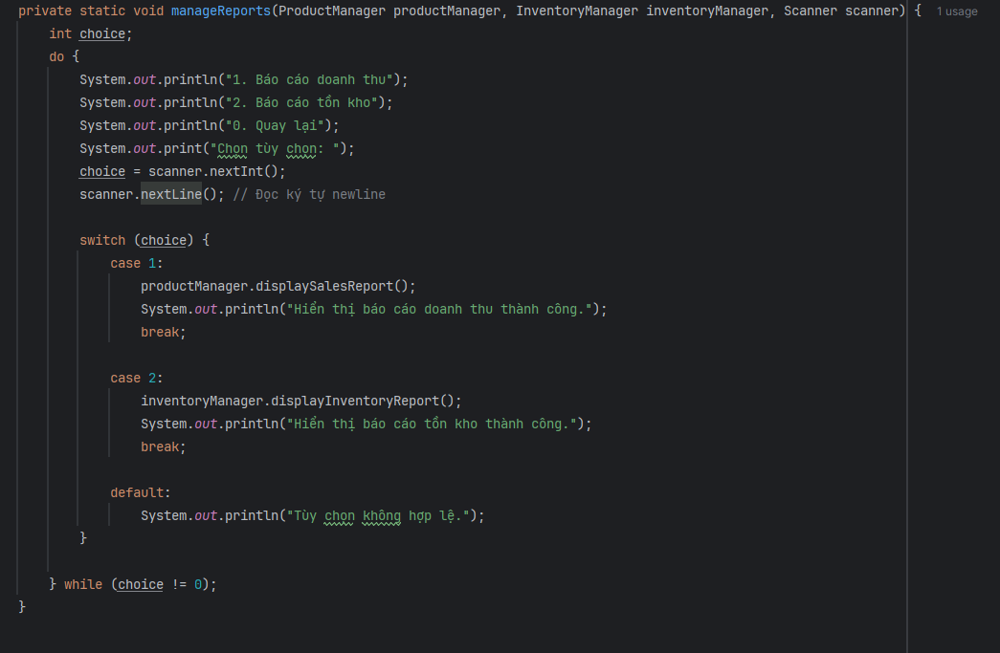 private static void manageReports(ProductManager productManager, InventoryManager inventoryManager, Scanner scanner) { 1 usage
int choice;
do {
System.out.println("1. Báo cáo doanh thu");
System.out.println("2. Báo cáo tồn kho");
System.out.println("0. Quay lại");
System.out.print("Chọn tùy chọn: ");
choice = scanner.nextInt();
scanner.nextLine(); // Đọc ký tự newline
switch (choice) {
case 1:
productManager.displaySalesReport();
System.out.println("Hiển thị báo cáo doanh thu thành công.");
break;
case 2:
inventoryManager.displayInventoryReport();
System.out.println("Hiển thị báo cáo tồn kho thành công.");
break;
default:
System.out.println("Tùy chọn không hợp lệ.");
}
} while (choice != 0);
}